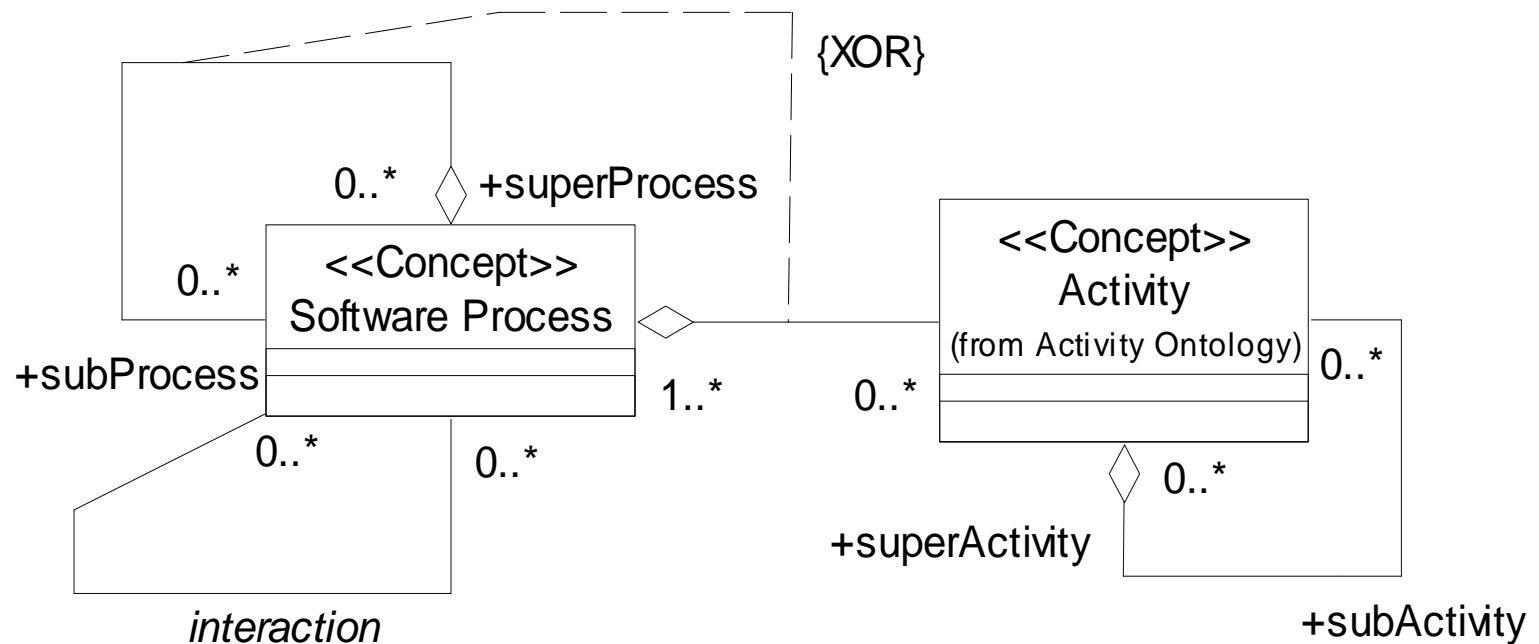 {XOR}
0..*
+superProcess
0..*
<<Concept>>
Software Process
+subProcess
1..*
0..*
0..*
0..*
interaction
<<Concept>>
Activity
(from Activity Ontology)
0..*
0..*
+superActivity
+subActivity